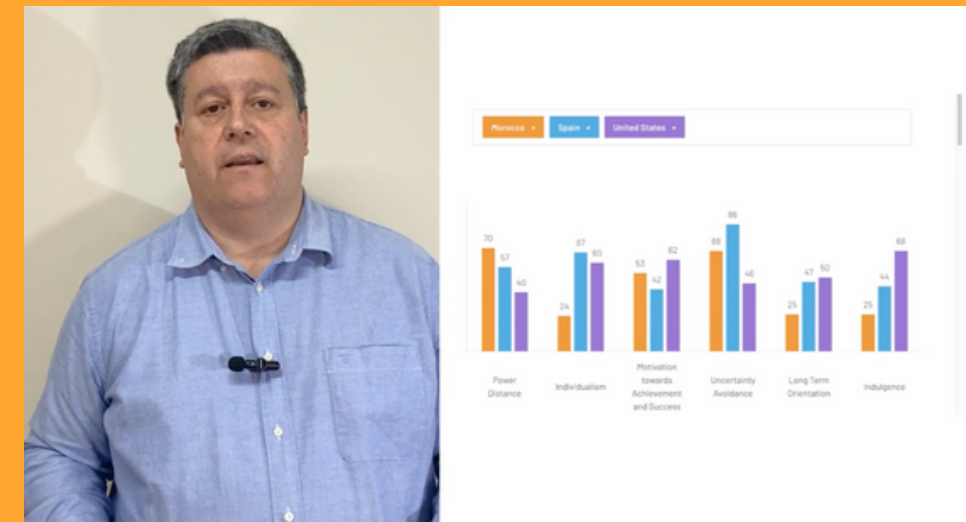 Morocco
Spain
United States
70
57
40
24
67
60
53
42
62
68
86
46
25
47
50
25
44
68
Power
Distance
Individualism
Motivation
towards
Achievement
and Success
Uncertainty
Avoidance
Long Term
Orientation
Indulgence